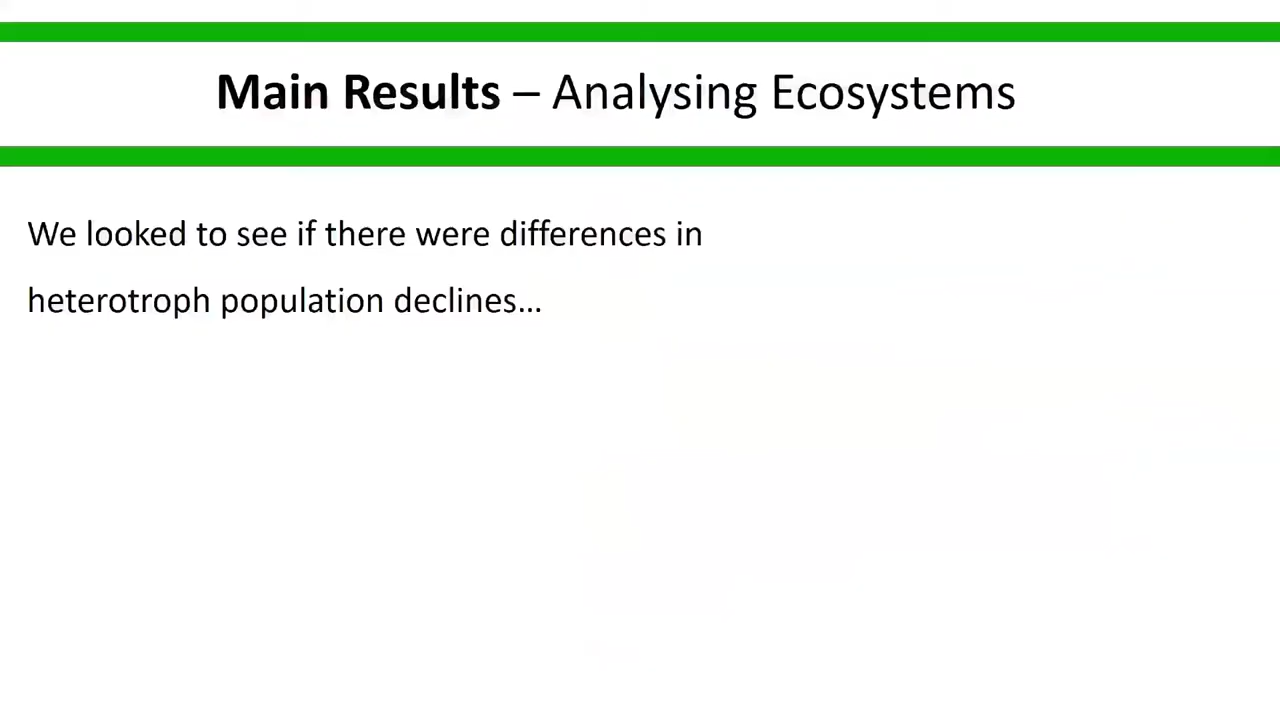 Main Results – Analysing Ecosystems
We looked to see if there were differences in
heterotroph population declines…